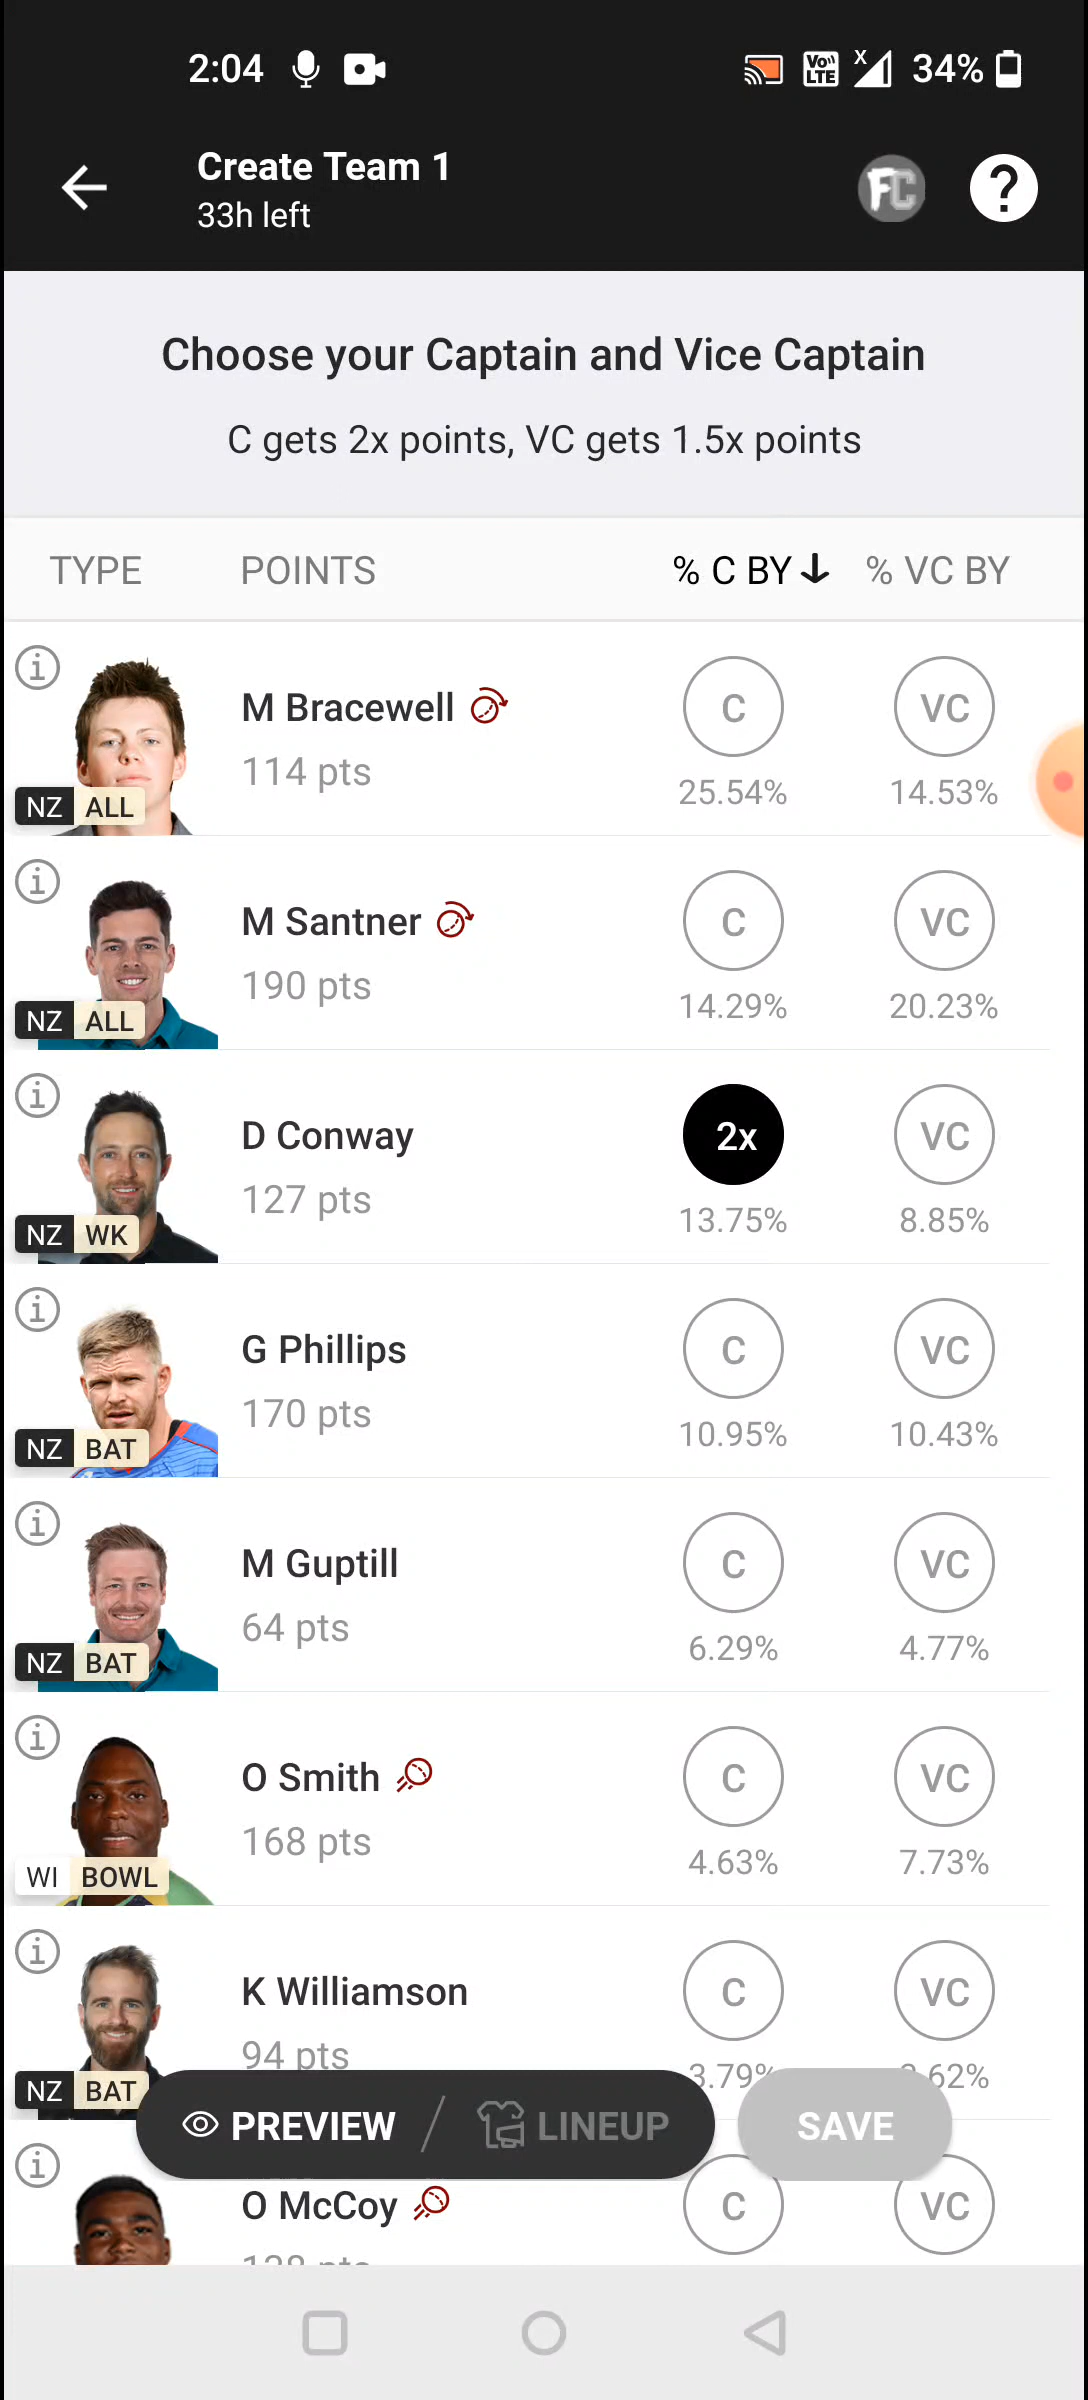 2:04
Vo LTE
X
34%
Create Team 1
33h left
FC
?
Choose your Captain and Vice Captain
C gets 2x points, VC gets 1.5x points
TYPE POINTS % C BY % VC BY
M Bracewell C VC
114 pts 25.54% 14.53%
NZ ALL
M Santner C VC
190 pts 14.29% 20.23%
NZ ALL
D Conway 2x VC
127 pts 13.75% 8.85%
NZ WK
G Phillips C VC
170 pts 10.95% 10.43%
NZ BAT
M Guptill C VC
64 pts 6.29% 4.77%
NZ BAT
O Smith C VC
168 pts 4.63% 7.73%
WI BOWL
K Williamson C VC
94 pts 3.79%
NZ BAT
PREVIEW LINEUP SAVE
O McCoy C VC